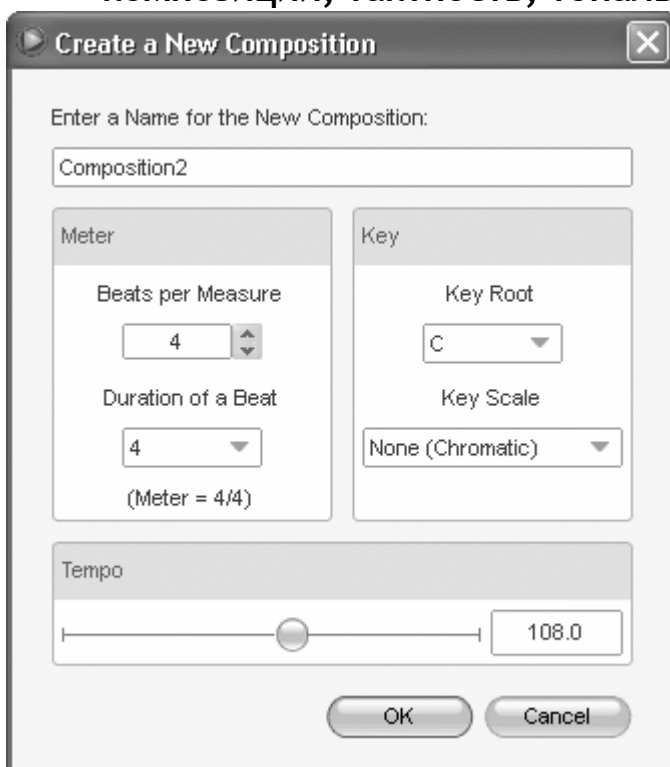 Create a New Composition
Enter a Name for the New Composition:
Composition2
Meter
Beats per Measure
4
Duration of a Beat
4
(Meter = 4/4)
Key
Key Root
C
Key Scale
None (Chromatic)
Tempo
108.0
OK
Cancel